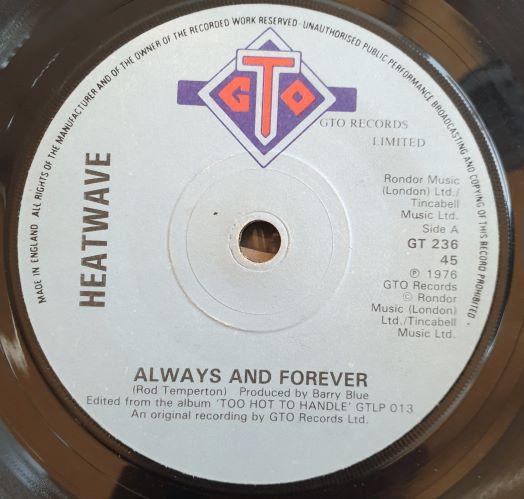 MADE IN ENGLAND ALL RIGHTS OF THE MANUFACTURER AND OF THE OWNER OF THE RECORDED WORK RESERVED-UNAUTHORISED PUBLIC PERFORMANCE BROADCASTING AND COPYING OF THIS RECORD PROHIBITED.
GTO
GTO RECORDS
LIMITED
HEATWAVE
Rondor Music
(London) Ltd./
Tincabell
Music Ltd.
Side A
GT 236
45
Ⓟ 1976
GTO Records
© Rondor
Music (London)
Ltd./Tincabell
Music Ltd.
ALWAYS AND FOREVER
(Rod Temperton) Produced by Barry Blue
Edited from the album 'TOO HOT TO HANDLE' GTLP 013
An original recording by GTO Records Ltd.